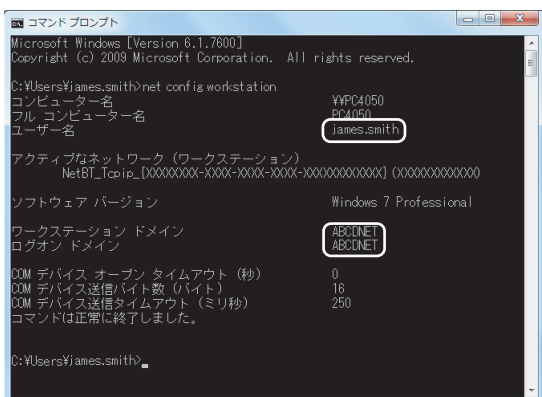 コマンド プロンプト
Microsoft Windows [Version 6.1.7600]
Copyright (c) 2009 Microsoft Corporation. All rights reserved.
C:¥Users¥james.smith>net config workstation
コンピューター名 ¥¥PC4050
フル コンピューター名 PC4050
ユーザー名 james.smith
アクティブなネットワーク (ワークステーション)
NetBT_Tcpip_[XXXXXXXX-XXXX-XXXX-XXXX-XXXXXXXXXXXX] (XXXXXXXXXXXX)
ソフトウェア バージョン Windows 7 Professional
ワークステーション ドメイン ABCDNET
ログオン ドメイン ABCDNET
COM デバイス オープン タイムアウト (秒) 0
COM デバイス送信バイト数 (バイト) 16
COM デバイス送信タイムアウト (ミリ秒) 250
コマンドは正常に終了しました。
C:¥Users¥james.smith>